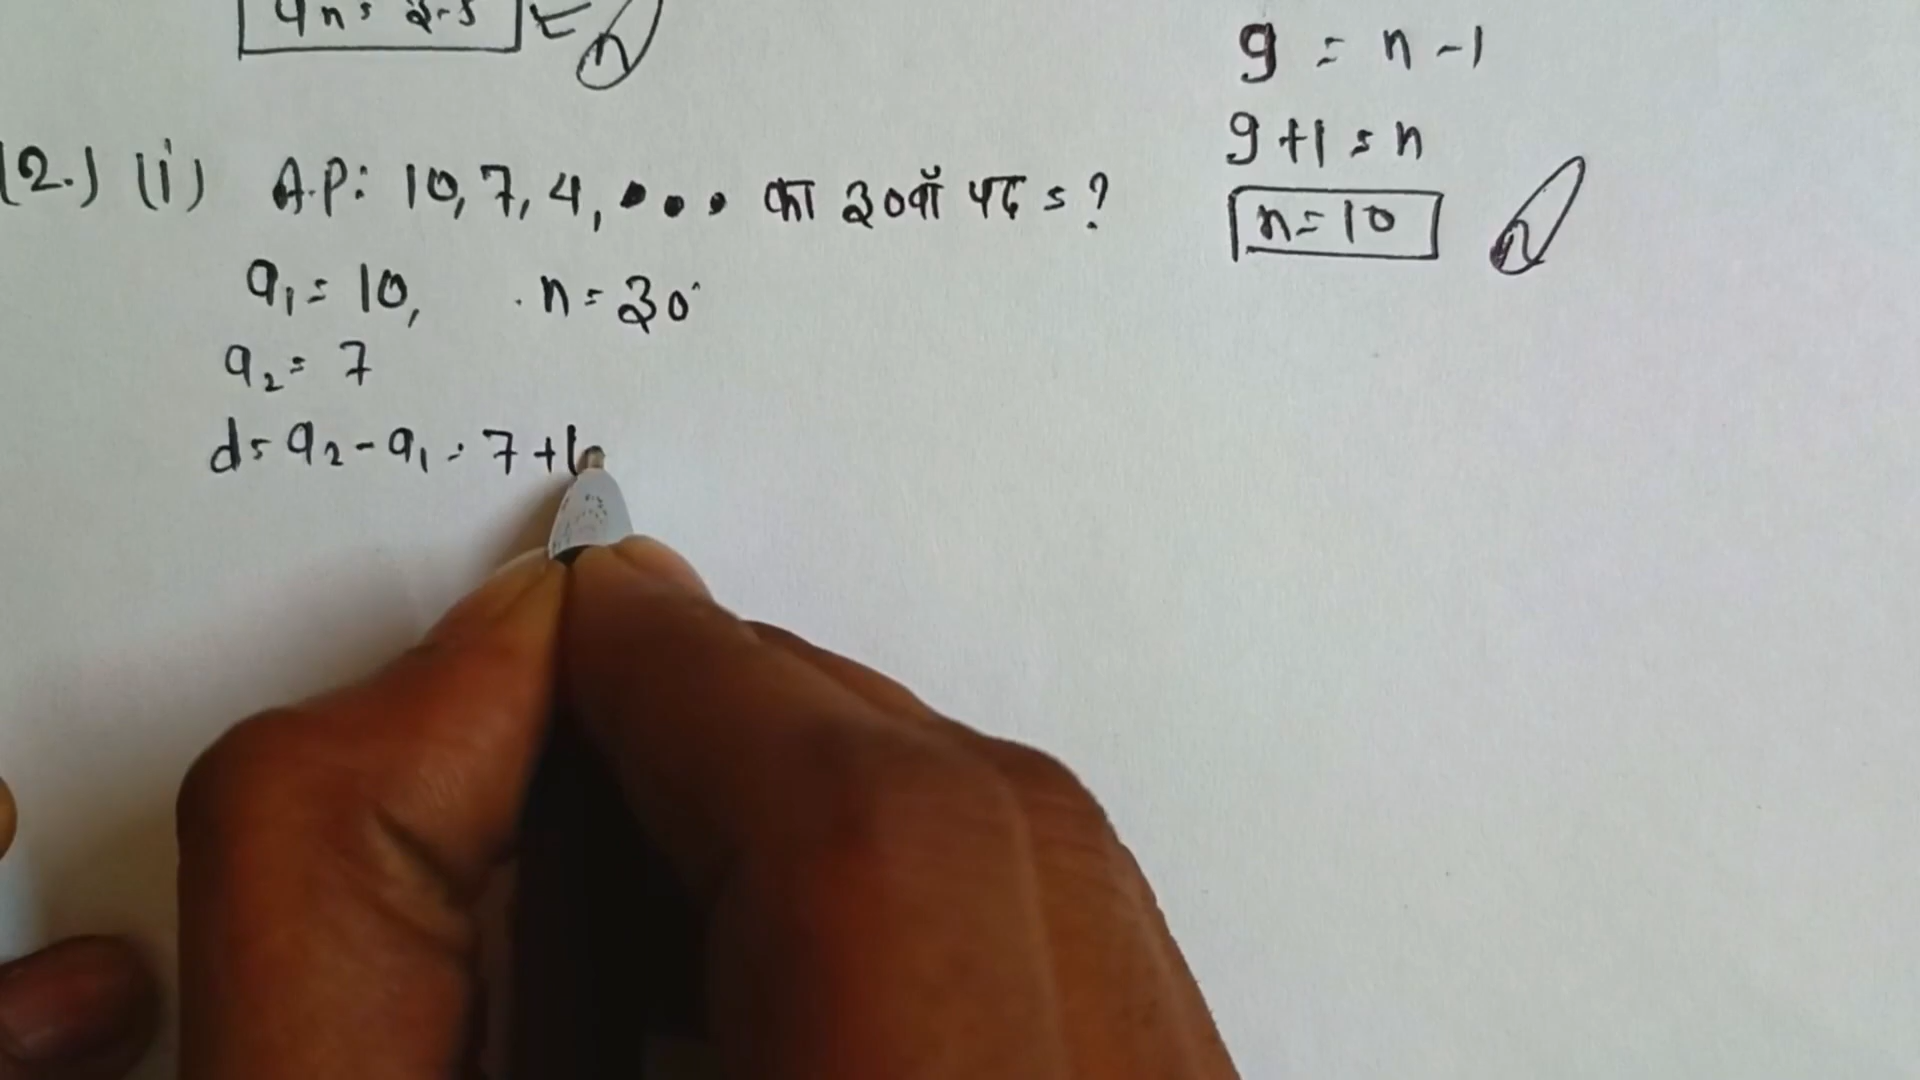 9 = n - 1
9 + 1 = n
n = 10
(2.) (i) A.P: 10, 7, 4, ... का 30वाँ पद = ?
a₁ = 10, n = 30
a₂ = 7
d = a₂ - a₁ = 7 + 10